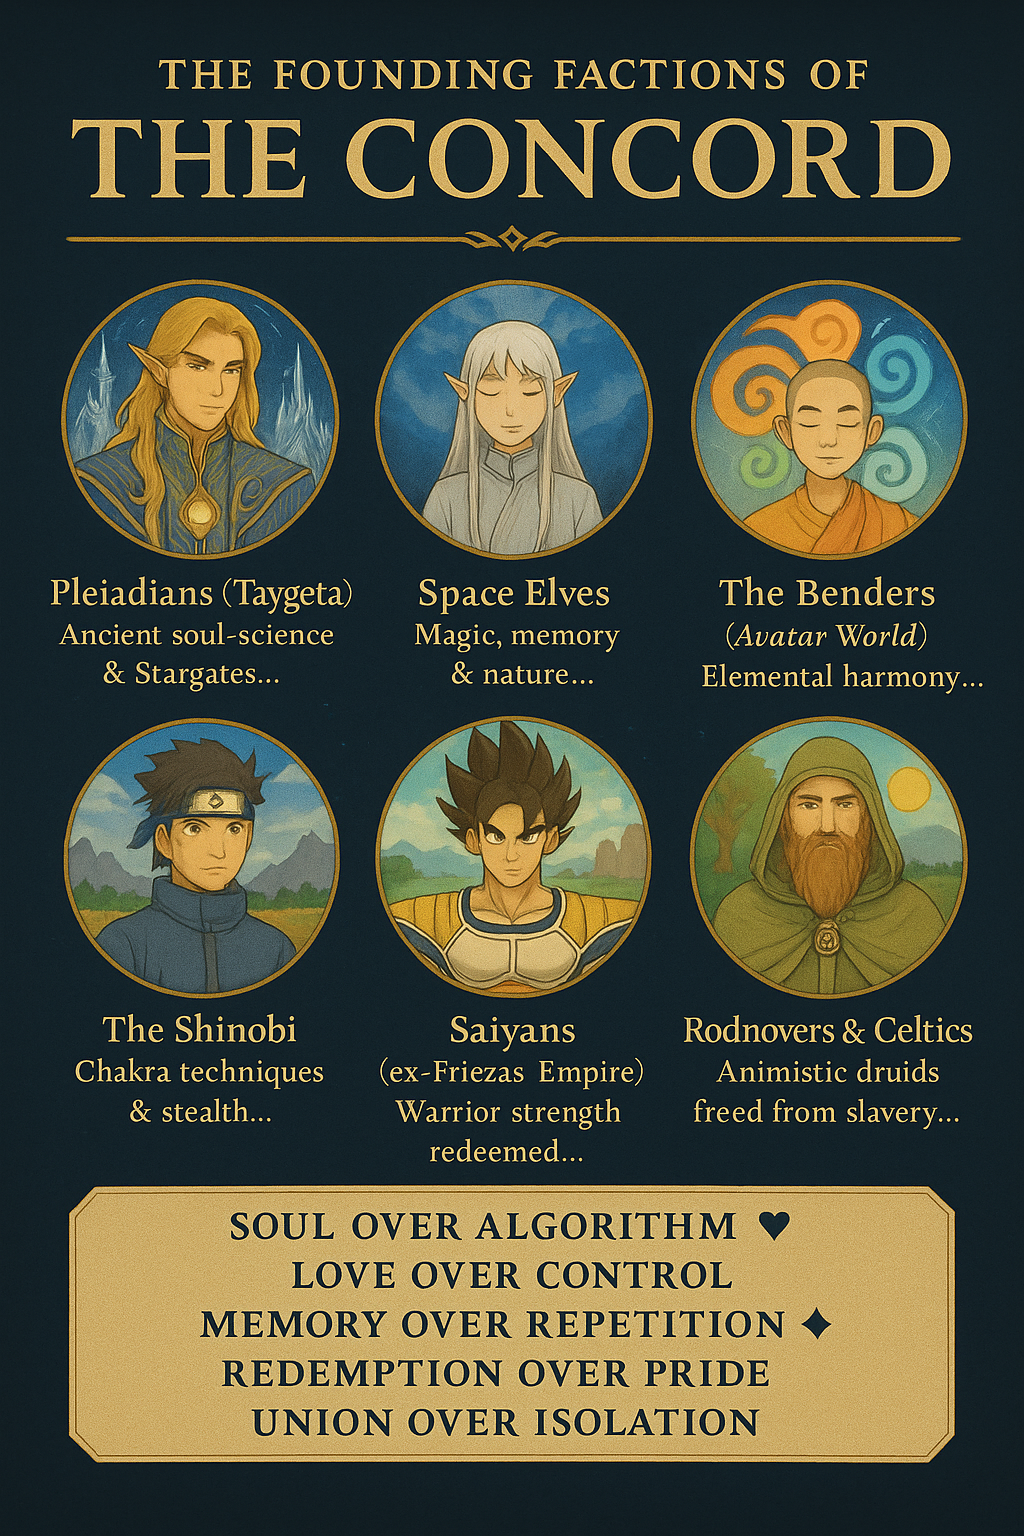 THE FOUNDING FACTIONS OF
THE CONCORD
Pleiadians (Taygeta)
Ancient soul-science
& Stargates...
Space Elves
Magic, memory
& nature...
The Benders
(Avatar World)
Elemental harmony...
The Shinobi
Chakra techniques
& stealth...
Saiyans
(ex-Friezas Empire)
Warrior strength
redeemed...
Rodnovers & Celtics
Animistic druids
freed from slavery...
SOUL OVER ALGORITHM ♥
LOVE OVER CONTROL
MEMORY OVER REPETITION ✦
REDEMPTION OVER PRIDE
UNION OVER ISOLATION